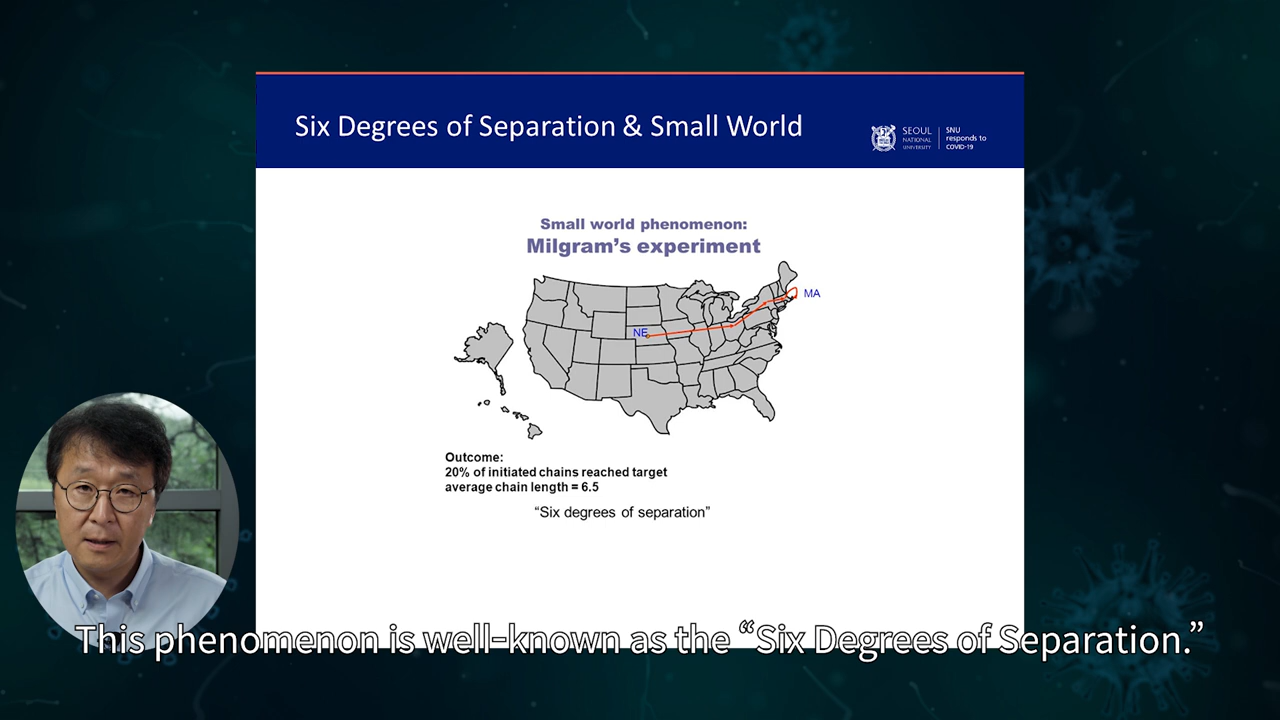 Six Degrees of Separation & Small World
SEOUL
NATIONAL
UNIVERSITY
SNU
responds to
COVID-19
Small world phenomenon:
Milgram's experiment
MA
NE
Outcome:
20% of initiated chains reached target
average chain length = 6.5
“Six degrees of separation”
This phenomenon is well-known as the “Six Degrees of Separation.”